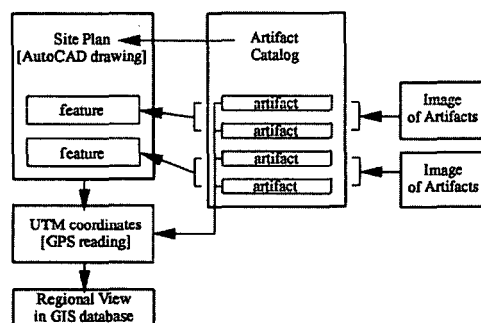 Site Plan
[AutoCAD drawing]
feature
feature
Artifact
Catalog
artifact
artifact
artifact
artifact
Image
of Artifacts
Image
of Artifacts
UTM coordinates
[GPS reading]
Regional View
in GIS database